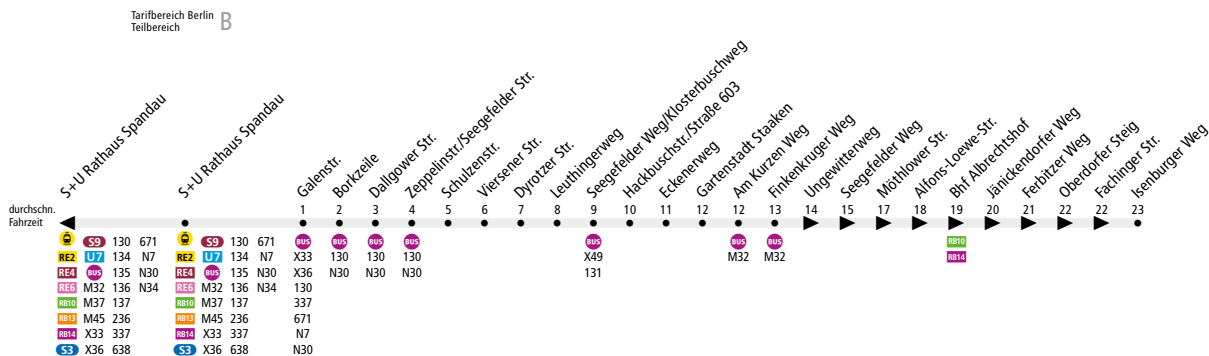 Tarifbereich Berlin
Teilbereich B
S+U Rathaus Spandau
S+U Rathaus Spandau
Galenstr.
Borkzeile
Dallgower Str.
Zeppelinstr./Seegefelder Str.
Schulzenstr.
Viersener Str.
Dyrotzer Str.
Leuthingerweg
Seegefelder Weg/Klosterbuschweg
Hackbuschstr./Straße 603
Eckenerweg
Gartenstadt Staaken
Am Kurzen Weg
Finkenkruger Weg
Ungewitterweg
Seegefelder Weg
Möthlower Str.
Alfons-Loewe-Str.
Bhf Albrechtshof
Jänickendorfer Weg
Ferbitzer Weg
Oberdorfer Steig
Fachinger Str.
Isenburger Weg
durchschn. 1 2 3 4 5 6 7 8 9 10 11 12 12 13 14 15 17 18 19 20 21 22 22 23
Fahrzeit
S9 130 671 S9 130 671 BUS BUS BUS BUS BUS BUS BUS RB10
RE2 U7 134 N7 RE2 U7 134 N7 X33 130 130 130 X49 M32 M32 RB14
RE4 BUS 135 N30 RE4 BUS 135 N30 X36 N30 N30 N30 131
RE6 M32 136 N34 RE6 M32 136 N34 130
RB10 M37 137 RB10 M37 137 337
RB13 M45 236 RB13 M45 236 671
RB14 X33 337 RB14 X33 337 N7
S3 X36 638 S3 X36 638 N30